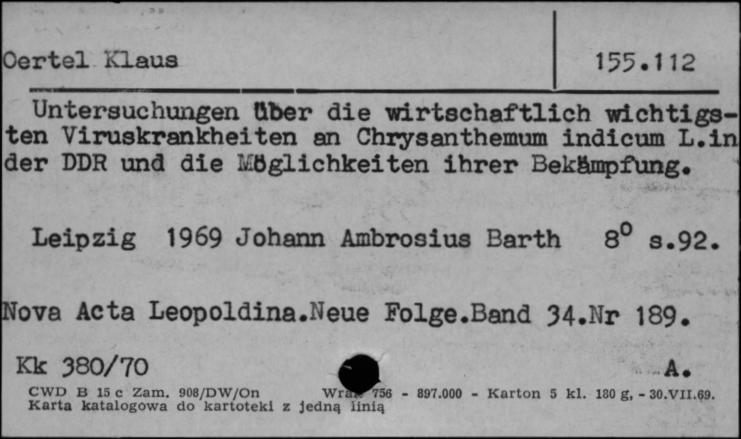 Oertel Klaus
155.112
Untersuchungen über die wirtschaftlich wichtigs-
ten Viruskrankheiten an Chrysanthemum indicum L.in
der DDR und die Möglichkeiten ihrer Bekämpfung.
Leipzig 1969 Johann Ambrosius Barth 8⁰ s.92.
Nova Acta Leopoldina.Neue Folge.Band 34.Nr 189.
Kk 380/70 A.
CWD B 15 c Zam. 908/DW/On 756 - 897.000 - Karton 5 kl. 180 g, - 30.VII.69.
Karta katalogowa do kartoteki z jedną linią